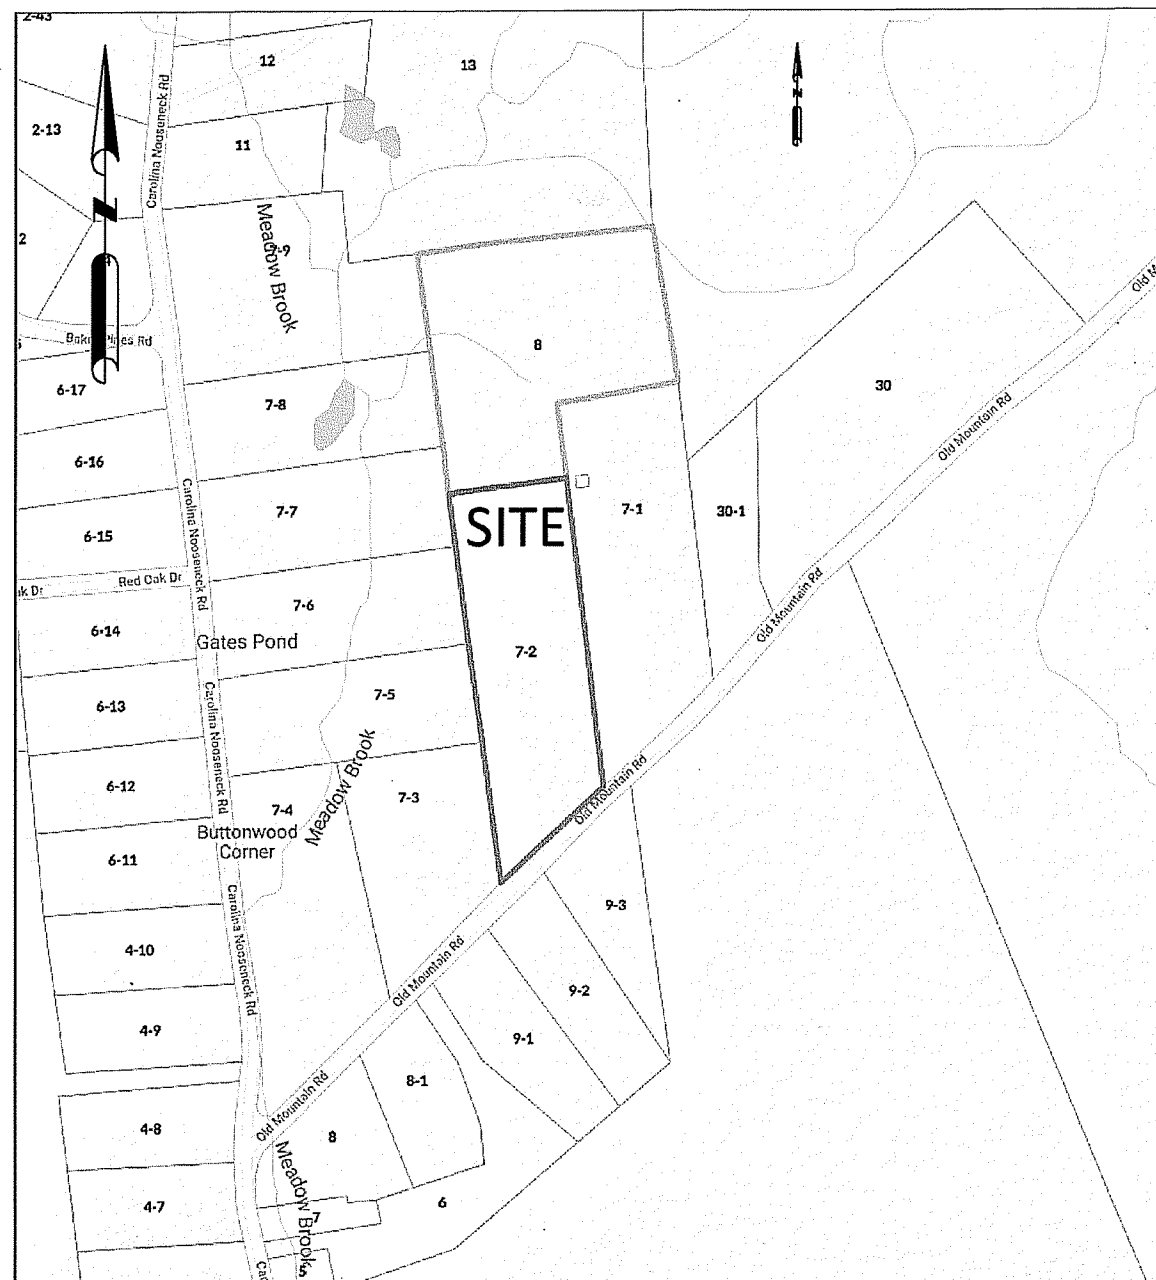 2-43
12
13
Carolina Nooseneck Rd
2-13
11
N
N
2
7-9
Meadow Brook
Old M
Rd
8
6-17
30
7-8
Old Mountain Rd
6-16
7-7
SITE
7-1
30-1
Carolina Nooseneck Rd
6-15
ak Dr
Red Oak Dr
7-6
Old Mountain Rd
6-14
Gates Pond
7-2
7-5
6-13
Carolina Nooseneck Rd
6-12
Meadow Brook
7-3
7-4
Old Mountain Rd
Buttonwood
Corner
6-11
9-3
Carolina Nooseneck Rd
4-10
Old Mountain Rd
9-2
4-9
9-1
8-1
Old Mountain Rd
4-8
8
Meadow Brook
4-7
6
7
Ca